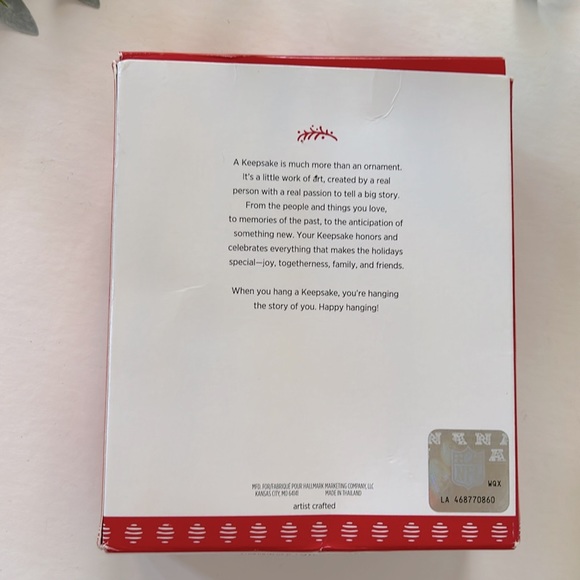 A Keepsake is much more than an ornament.
It's a little work of art, created by a real
person with a real passion to tell a big story.
From the people and things you love,
to memories of the past, to the anticipation of
something new. Your Keepsake honors and
celebrates everything that makes the holidays
special—joy, togetherness, family, and friends.
When you hang a Keepsake, you're hanging
the story of you. Happy hanging!
WQX
LA 468770860
MFG. FOR/FABRIQUÉ POUR HALLMARK MARKETING COMPANY, LLC
KANSAS CITY, MO 64141 MADE IN THAILAND
artist crafted